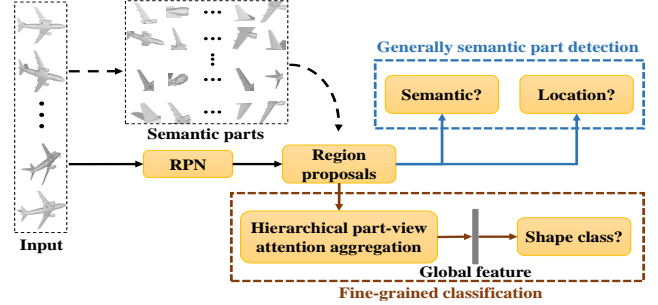 Generally semantic part detection
Semantic?
Location?
Semantic parts
RPN
Region
proposals
Hierarchical part-view
attention aggregation
Shape class?
Input
Global feature
Fine-grained classification